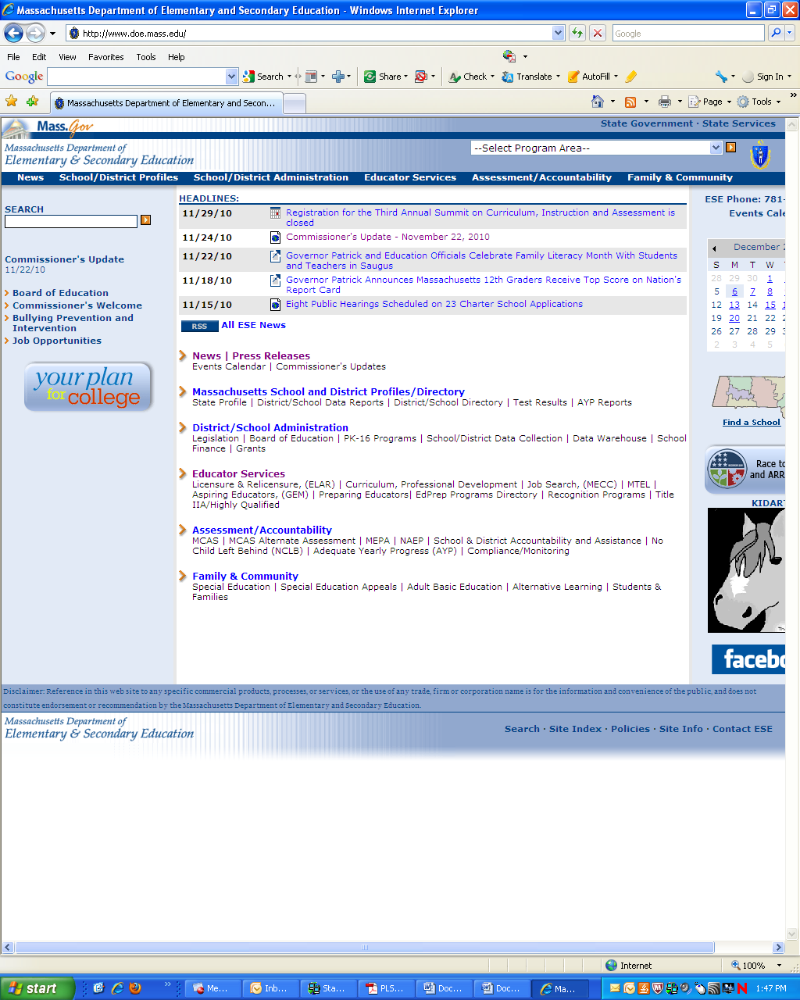 Massachusetts Department of Elementary and Secondary Education - Windows Internet Explorer
http://www.doe.mass.edu/
Google
File Edit View Favorites Tools Help
Google Search Share Check Translate AutoFill Sign In
Massachusetts Department of Elementary and Secon...
Page Tools
Mass.Gov
State Government · State Services
Massachusetts Department of
Elementary & Secondary Education
--Select Program Area--
News School/District Profiles School/District Administration Educator Services Assessment/Accountability Family & Community
SEARCH
Commissioner's Update
11/22/10
Board of Education
Commissioner's Welcome
Bullying Prevention and
Intervention
Job Opportunities
your plan
for college
HEADLINES:
11/29/10 Registration for the Third Annual Summit on Curriculum, Instruction and Assessment is
closed
11/24/10 Commissioner's Update - November 22, 2010
11/22/10 Governor Patrick and Education Officials Celebrate Family Literacy Month With Students
and Teachers in Saugus
11/18/10 Governor Patrick Announces Massachusetts 12th Graders Receive Top Score on Nation's
Report Card
11/15/10 Eight Public Hearings Scheduled on 23 Charter School Applications
RSS All ESE News
News | Press Releases
Events Calendar | Commissioner's Updates
Massachusetts School and District Profiles/Directory
State Profile | District/School Data Reports | District/School Directory | Test Results | AYP Reports
District/School Administration
Legislation | Board of Education | PK-16 Programs | School/District Data Collection | Data Warehouse | School
Finance | Grants
Educator Services
Licensure & Relicensure, (ELAR) | Curriculum, Professional Development | Job Search, (MECC) | MTEL |
Aspiring Educators, (GEM) | Preparing Educators| EdPrep Programs Directory | Recognition Programs | Title
IIA/Highly Qualified
Assessment/Accountability
MCAS | MCAS Alternate Assessment | MEPA | NAEP | School & District Accountability and Assistance | No
Child Left Behind (NCLB) | Adequate Yearly Progress (AYP) | Compliance/Monitoring
Family & Community
Special Education | Special Education Appeals | Adult Basic Education | Alternative Learning | Students &
Families
ESE Phone: 781-
Events Cale
December 2
S M T W
28 29 30 1
5 6 7 8
12 13 14 15 1
19 20 21 22 2
26 27 28 29 3
2 3 4 5
Find a School
Race to
and ARR
KIDART
facebo
Disclaimer: Reference in this web site to any specific commercial products, processes, or services, or the use of any trade, firm or corporation name is for the information and convenience of the public, and does not
constitute endorsement or recommendation by the Massachusetts Department of Elementary and Secondary Education.
Massachusetts Department of
Elementary & Secondary Education
Search · Site Index · Policies · Site Info · Contact ESE
Internet 100%
start Me... Inb... Sta... PLS... Doc... Doc... Ma... 1:47 PM